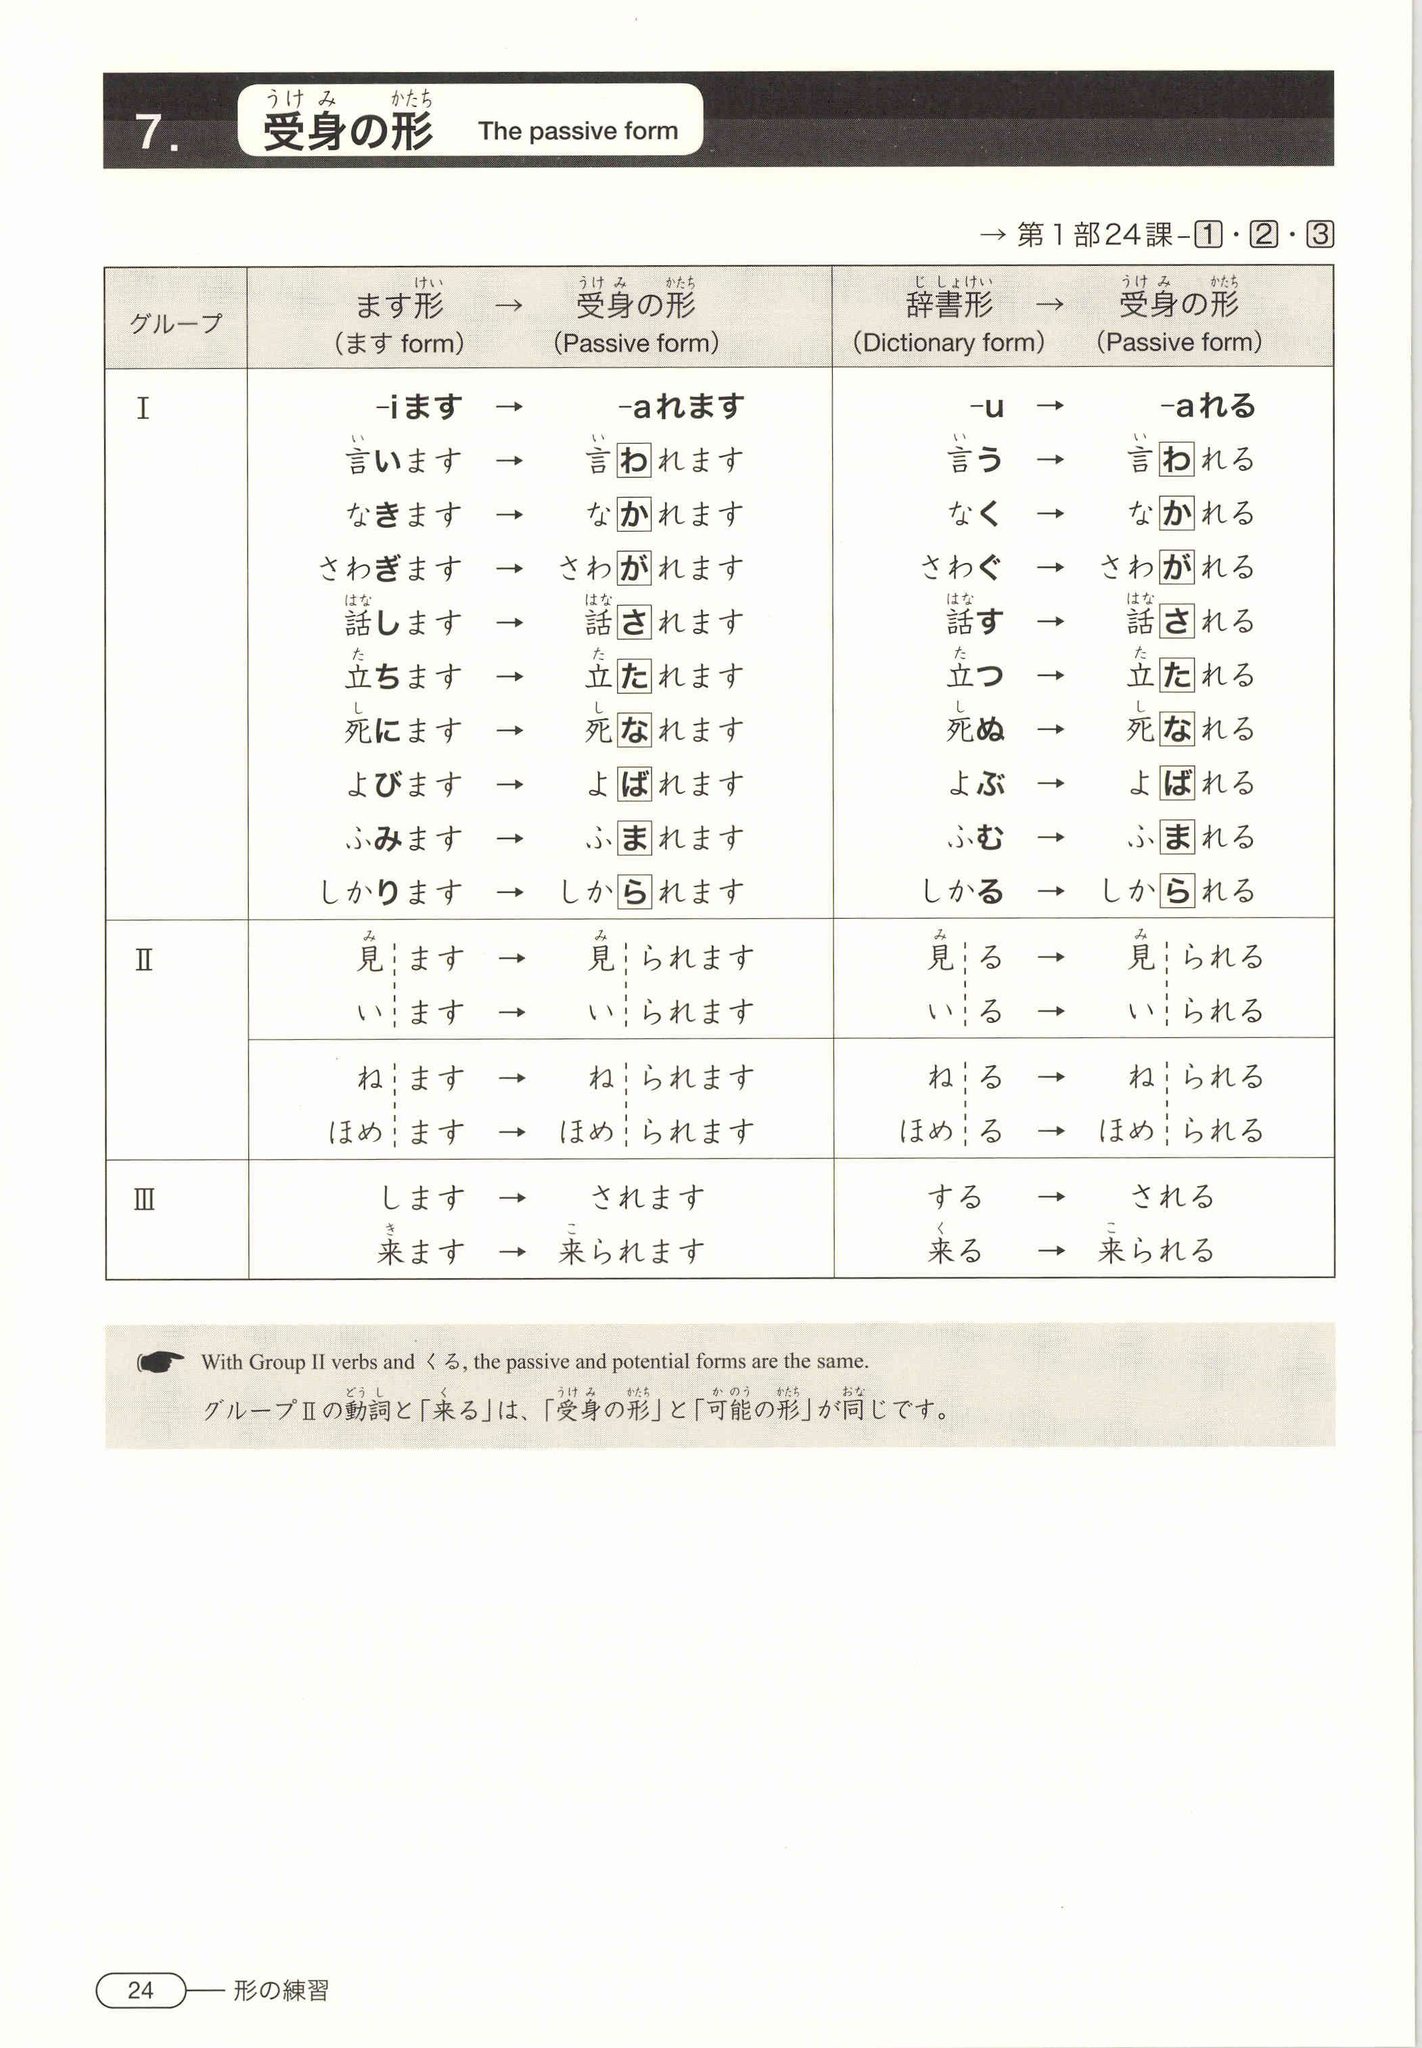 7. 受身の形 The passive form
→ 第1部24課–1・2・3
グループ ます形 → 受身の形 辞書形 → 受身の形
(ます form) (Passive form) (Dictionary form) (Passive form)
Ⅰ –iます → –aれます –u → –aれる
言います → 言われます 言う → 言われる
なきます → なかれます なく → なかれる
さわぎます → さわがれます さわぐ → さわがれる
話します → 話されます 話す → 話される
立ちます → 立たれます 立つ → 立たれる
死にます → 死なれます 死ぬ → 死なれる
よびます → よばれます よぶ → よばれる
ふみます → ふまれます ふむ → ふまれる
しかります → しかられます しかる → しかられる
Ⅱ 見ます → 見られます 見る → 見られる
います → いられます いる → いられる
ねます → ねられます ねる → ねられる
ほめます → ほめられます ほめる → ほめられる
Ⅲ します → されます する → される
来ます → 来られます 来る → 来られる
With Group II verbs and くる, the passive and potential forms are the same.
グループⅡの動詞と「来る」は、「受身の形」と「可能の形」が同じです。
24 形の練習